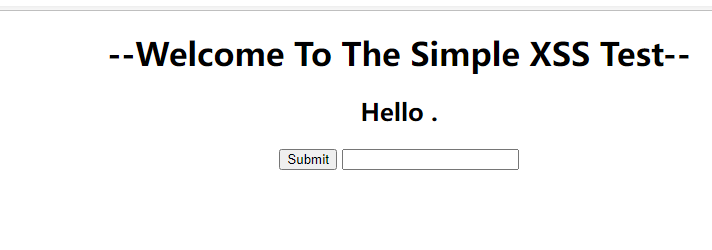 --Welcome To The Simple XSS Test--
Hello .
Submit